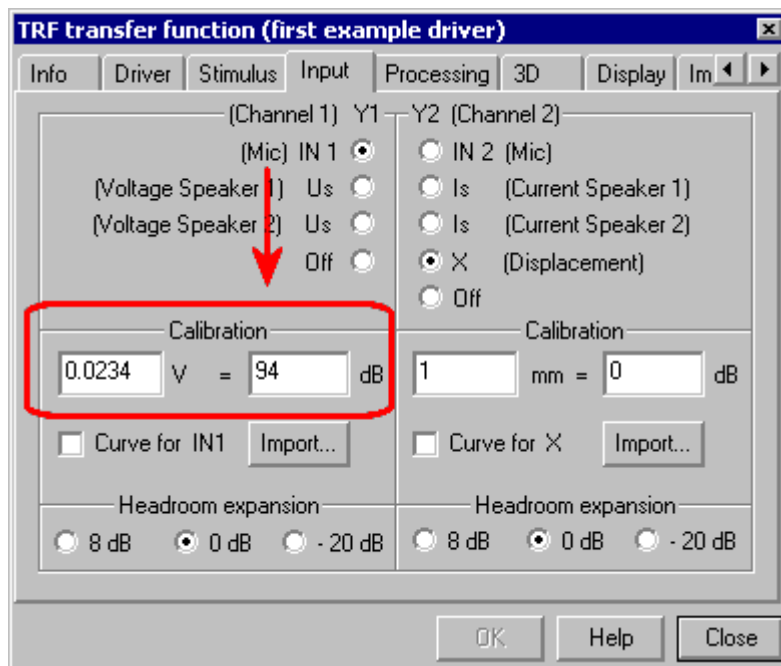 TRF transfer function (first example driver)
Info Driver Stimulus Input Processing 3D Display Im
(Channel 1) Y1 Y2 (Channel 2)
(Mic) IN 1 IN 2 (Mic)
(Voltage Speaker 1) Us Is (Current Speaker 1)
(Voltage Speaker 2) Us Is (Current Speaker 2)
Off X (Displacement)
Off
Calibration Calibration
0.0234 V = 94 dB 1 mm = 0 dB
Curve for IN1 Import... Curve for X Import...
Headroom expansion Headroom expansion
8 dB 0 dB - 20 dB 8 dB 0 dB - 20 dB
OK Help Close